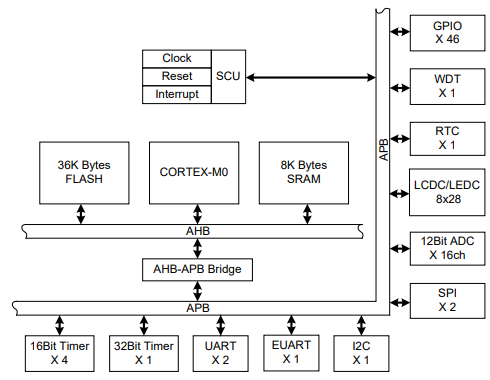 GPIO
X 46
Clock
Reset
Interrupt
SCU
WDT
X 1
APB
RTC
X 1
36K Bytes
FLASH
CORTEX-M0
8K Bytes
SRAM
LCDC/LEDC
8x28
AHB
12Bit ADC
X 16ch
AHB-APB Bridge
SPI
X 2
APB
16Bit Timer
X 4
32Bit Timer
X 1
UART
X 2
EUART
X 1
I2C
X 1